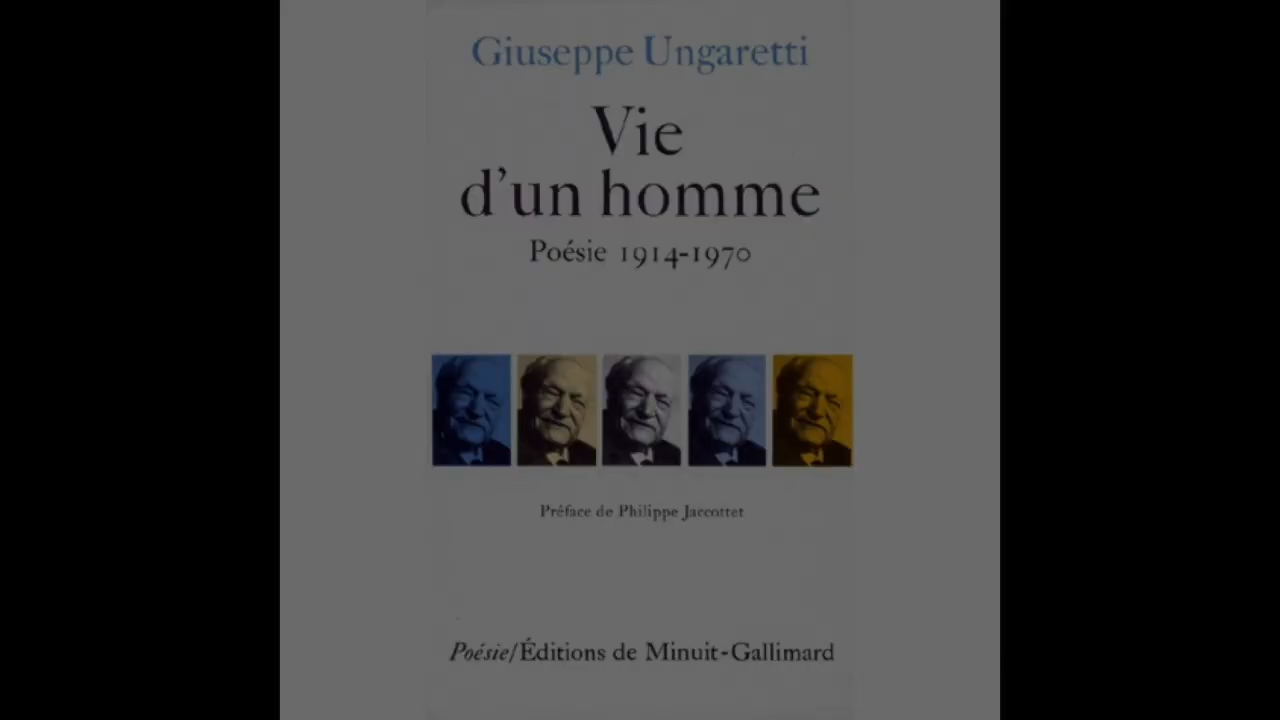 Giuseppe Ungaretti
Vie
d'un homme
Poésie 1914-1970
Préface de Philippe Jaccottet
Poésie/Éditions de Minuit-Gallimard